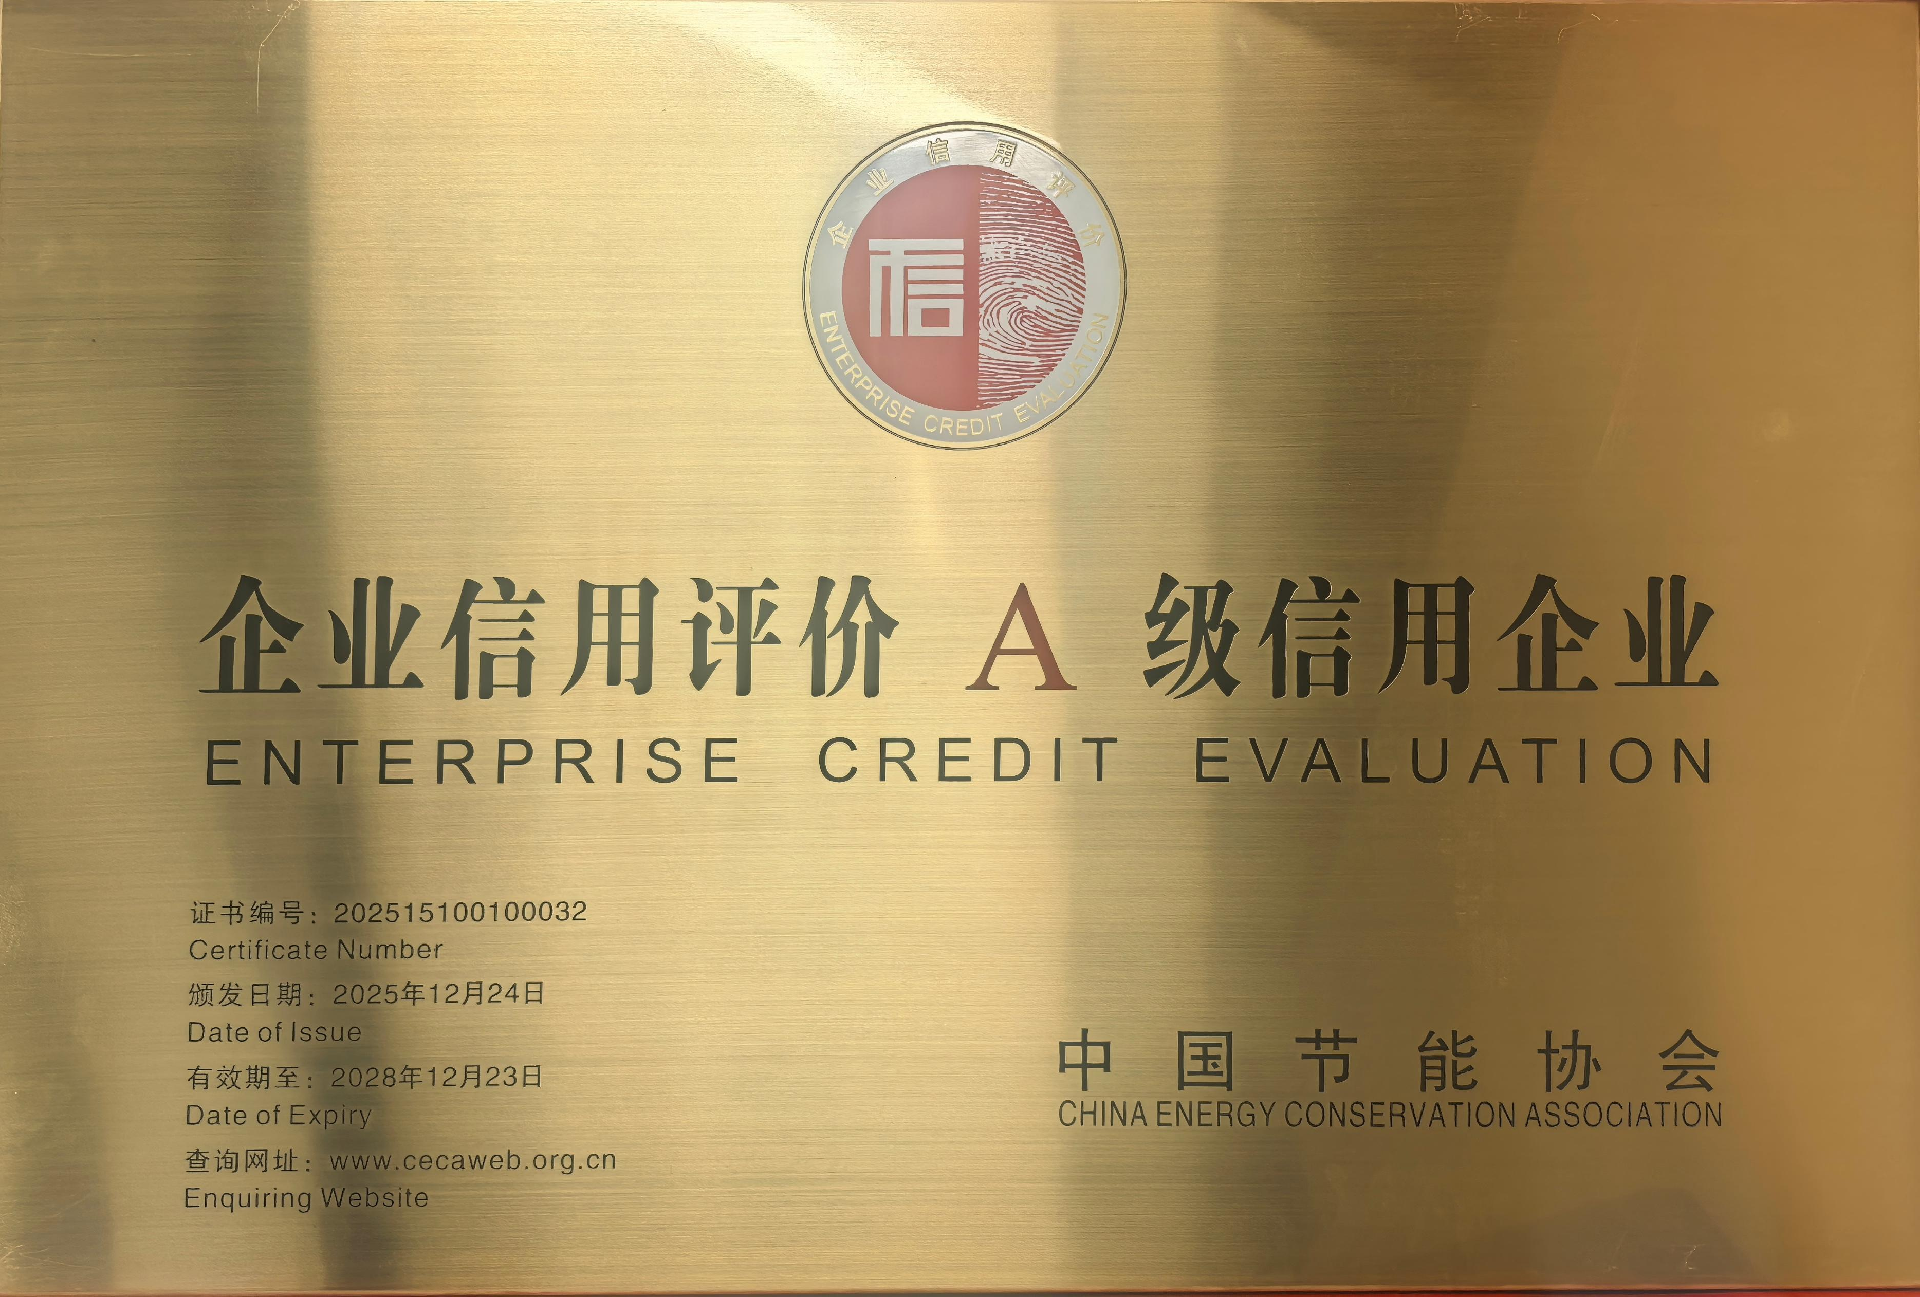 企业信用评价
信
ENTERPRISE CREDIT EVALUATION
企业信用评价 A 级信用企业
ENTERPRISE CREDIT EVALUATION
证书编号：202515100100032
Certificate Number
颁发日期：2025年12月24日
Date of Issue
有效期至：2028年12月23日
Date of Expiry
查询网址：www.cecaweb.org.cn
Enquiring Website
中国节能协会
CHINA ENERGY CONSERVATION ASSOCIATION